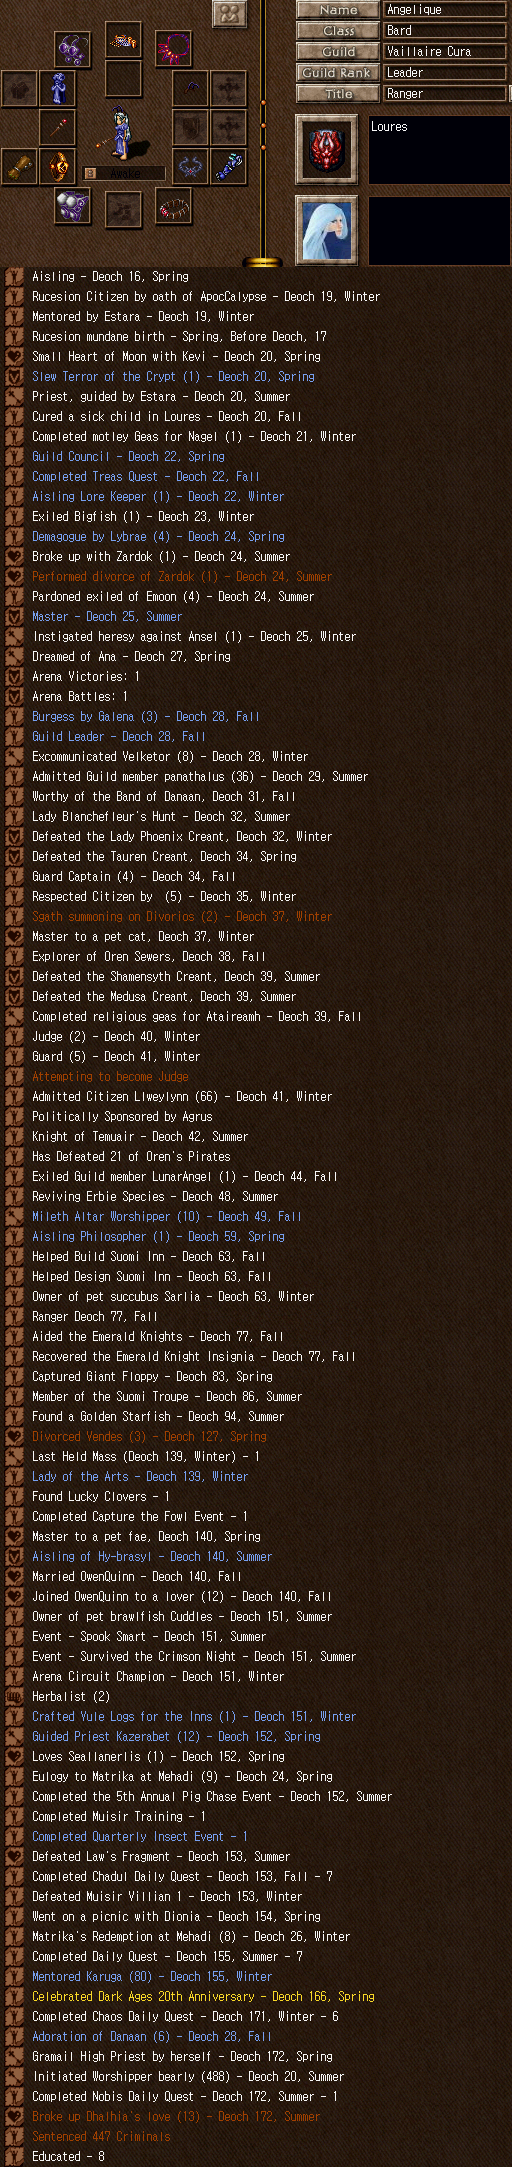 Name Angelique
Class Bard
Guild Vaillaire Cura
Guild Rank Leader
Title Ranger
Loures
Awake
Aisling - Deoch 16, Spring
Rucesion Citizen by oath of ApocCalypse - Deoch 19, Winter
Mentored by Estara - Deoch 19, Winter
Rucesion mundane birth - Spring, Before Deoch, 17
Small Heart of Moon with Kevi - Deoch 20, Spring
Slew Terror of the Crypt (1) - Deoch 20, Spring
Priest, guided by Estara - Deoch 20, Summer
Cured a sick child in Loures - Deoch 20, Fall
Completed motley Geas for Nagel (1) - Deoch 21, Winter
Guild Council - Deoch 22, Spring
Completed Treas Quest - Deoch 22, Fall
Aisling Lore Keeper (1) - Deoch 22, Winter
Exiled Bigfish (1) - Deoch 23, Winter
Demagogue by Lybrae (4) - Deoch 24, Spring
Broke up with Zardok (1) - Deoch 24, Summer
Performed divorce of Zardok (1) - Deoch 24, Summer
Pardoned exiled of Emoon (4) - Deoch 24, Summer
Master - Deoch 25, Summer
Instigated heresy against Ansel (1) - Deoch 25, Winter
Dreamed of Ana - Deoch 27, Spring
Arena Victories: 1
Arena Battles: 1
Burgess by Galena (3) - Deoch 28, Fall
Guild Leader - Deoch 28, Fall
Excommunicated Velketor (8) - Deoch 28, Winter
Admitted Guild member panathalus (36) - Deoch 29, Summer
Worthy of the Band of Danaan, Deoch 31, Fall
Lady Blanchefleur's Hunt - Deoch 32, Summer
Defeated the Lady Phoenix Creant, Deoch 32, Winter
Defeated the Tauren Creant, Deoch 34, Spring
Guard Captain (4) - Deoch 34, Fall
Respected Citizen by  (5) - Deoch 35, Winter
Sgath summoning on Divorios (2) - Deoch 37, Winter
Master to a pet cat, Deoch 37, Winter
Explorer of Oren Sewers, Deoch 38, Fall
Defeated the Shamensyth Creant, Deoch 39, Summer
Defeated the Medusa Creant, Deoch 39, Summer
Completed religious geas for Ataireamh - Deoch 39, Fall
Judge (2) - Deoch 40, Winter
Guard (5) - Deoch 41, Winter
Attempting to become Judge
Admitted Citizen Llweylynn (66) - Deoch 41, Winter
Politically Sponsored by Agrus
Knight of Temuair - Deoch 42, Summer
Has Defeated 21 of Oren's Pirates
Exiled Guild member LunarAngel (1) - Deoch 44, Fall
Reviving Erbie Species - Deoch 48, Summer
Mileth Altar Worshipper (10) - Deoch 49, Fall
Aisling Philosopher (1) - Deoch 59, Spring
Helped Build Suomi Inn - Deoch 63, Fall
Helped Design Suomi Inn - Deoch 63, Fall
Owner of pet succubus Sarlia - Deoch 63, Winter
Ranger Deoch 77, Fall
Aided the Emerald Knights - Deoch 77, Fall
Recovered the Emerald Knight Insignia - Deoch 77, Fall
Captured Giant Floppy - Deoch 83, Spring
Member of the Suomi Troupe - Deoch 86, Summer
Found a Golden Starfish - Deoch 94, Summer
Divorced Vendes (3) - Deoch 127, Spring
Last Held Mass (Deoch 139, Winter) - 1
Lady of the Arts - Deoch 139, Winter
Found Lucky Clovers - 1
Completed Capture the Fowl Event - 1
Master to a pet fae, Deoch 140, Spring
Aisling of Hy-brasyl - Deoch 140, Summer
Married OwenQuinn - Deoch 140, Fall
Joined OwenQuinn to a lover (12) - Deoch 140, Fall
Owner of pet brawlfish Cuddles - Deoch 151, Summer
Event - Spook Smart - Deoch 151, Summer
Event - Survived the Crimson Night - Deoch 151, Summer
Arena Circuit Champion - Deoch 151, Winter
Herbalist (2)
Crafted Yule Logs for the Inns (1) - Deoch 151, Winter
Guided Priest Kazerabet (12) - Deoch 152, Spring
Loves Seallanerlis (1) - Deoch 152, Spring
Eulogy to Matrika at Mehadi (9) - Deoch 24, Spring
Completed the 5th Annual Pig Chase Event - Deoch 152, Summer
Completed Muisir Training - 1
Completed Quarterly Insect Event - 1
Defeated Law's Fragment - Deoch 153, Summer
Completed Chadul Daily Quest - Deoch 153, Fall - 7
Defeated Muisir Villian 1 - Deoch 153, Winter
Went on a picnic with Dionia - Deoch 154, Spring
Matrika's Redemption at Mehadi (8) - Deoch 26, Winter
Completed Daily Quest - Deoch 155, Summer - 7
Mentored Karuga (80) - Deoch 155, Winter
Celebrated Dark Ages 20th Anniversary - Deoch 166, Spring
Completed Chaos Daily Quest - Deoch 171, Winter - 6
Adoration of Danaan (6) - Deoch 28, Fall
Gramail High Priest by herself - Deoch 172, Spring
Initiated Worshipper bearly (488) - Deoch 20, Summer
Completed Nobis Daily Quest - Deoch 172, Summer - 1
Broke up Dhalhia's love (13) - Deoch 172, Summer
Sentenced 447 Criminals
Educated - 8